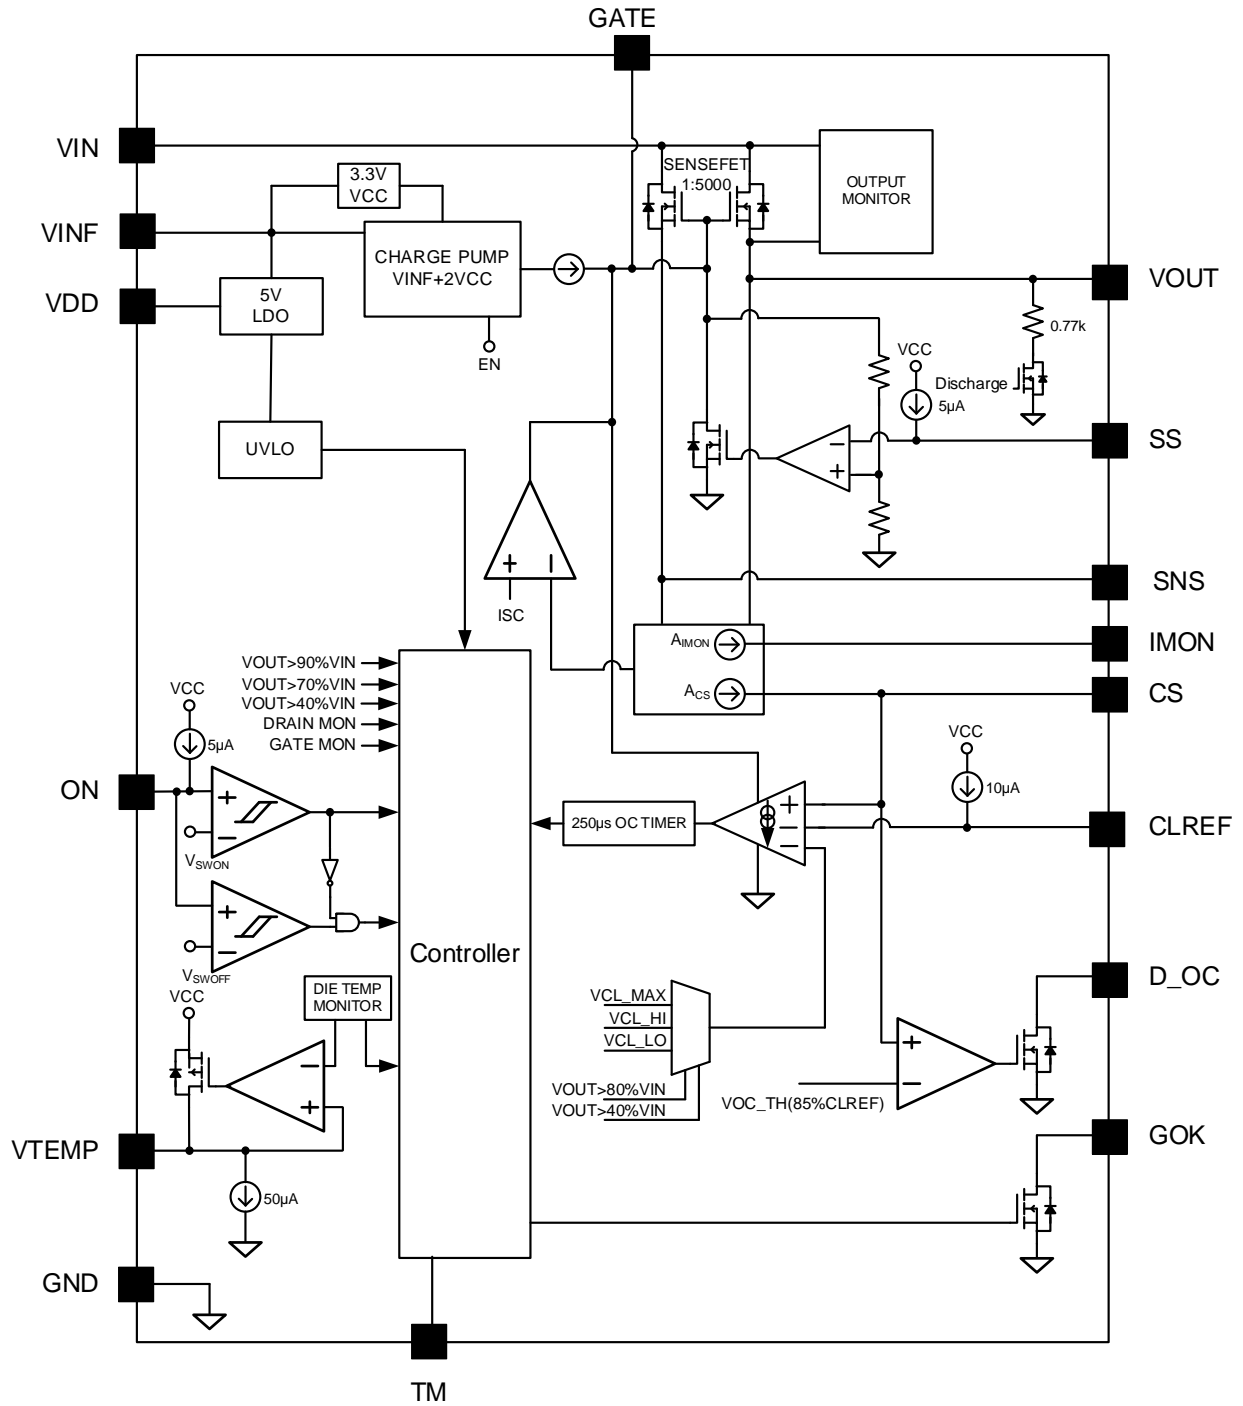 GATE
VIN
SENSEFET
1:5000
3.3V
VCC
OUTPUT
MONITOR
VINF
CHARGE PUMP
VINF+2VCC
VOUT
VDD
5V
LDO
0.77k
EN
VCC
Discharge
5µA
UVLO
−
+
SS
+
−
ISC
SNS
A_IMON
IMON
A_CS
CS
VOUT>90%VIN
VOUT>70%VIN
VOUT>40%VIN
DRAIN MON
GATE MON
VCC
5µA
VCC
10µA
ON
+
−
V_SWON
250µs OC TIMER
+
−
−
CLREF
+
−
V_SWOFF
Controller
VCC
DIE TEMP
MONITOR
−
+
VCL_MAX
VCL_HI
VCL_LO
VOUT>80%VIN
VOUT>40%VIN
D_OC
+
−
VOC_TH(85%CLREF)
VTEMP
50µA
GOK
GND
TM